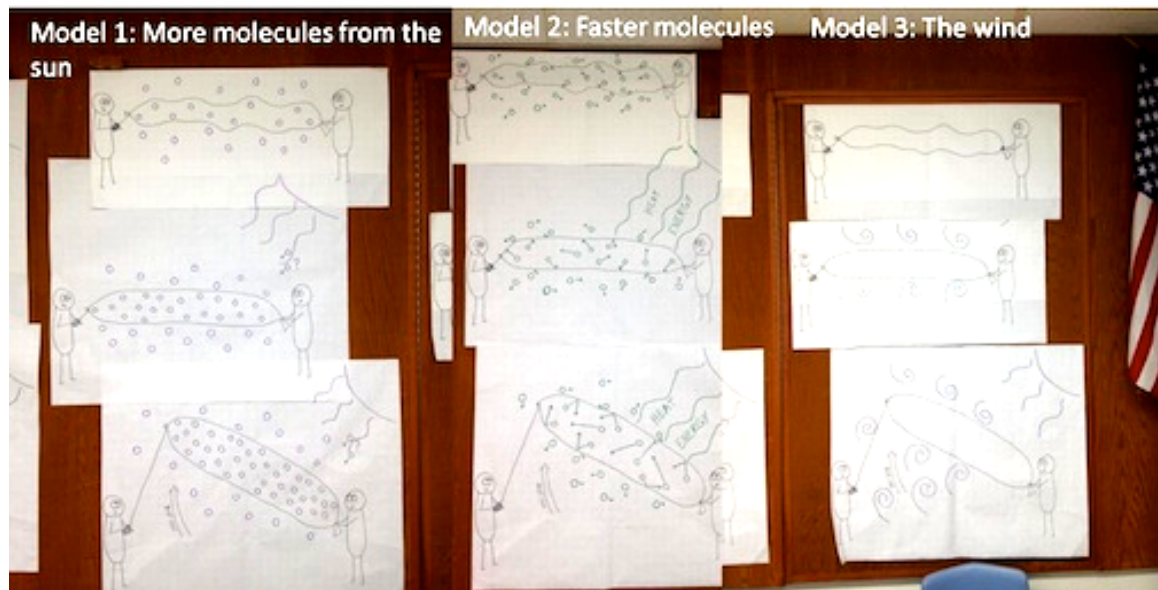 Model 1: More molecules from the
sun
Model 2: Faster molecules
Model 3: The wind
HEAT
ENERGY
HEAT
ENERGY